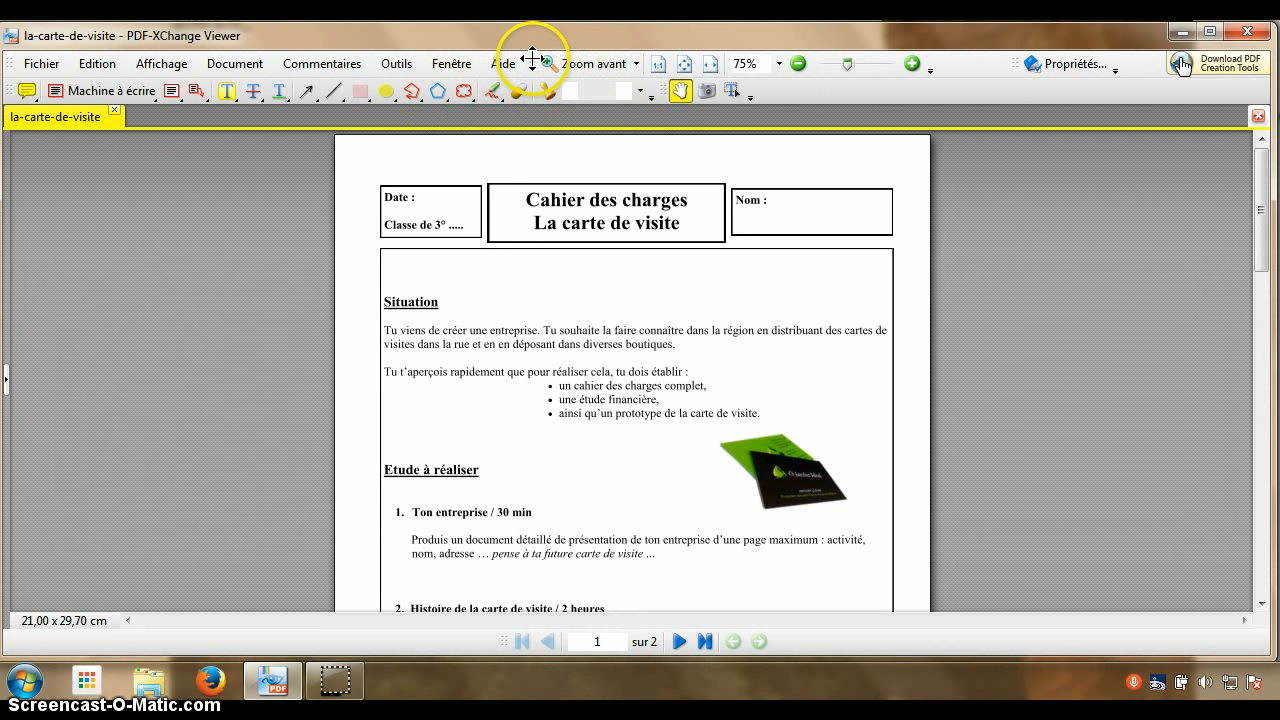 la-carte-de-visite - PDF-XChange Viewer
Fichier Edition Affichage Document Commentaires Outils Fenêtre Aide Zoom avant 75% Propriétés... Download PDF
Creation Tools
Machine à écrire
la-carte-de-visite
Date :
Classe de 3° .....
Cahier des charges
La carte de visite
Nom :
Situation
Tu viens de créer une entreprise. Tu souhaite la faire connaître dans la région en distribuant des cartes de
visites dans la rue et en en déposant dans diverses boutiques.
Tu t’aperçois rapidement que pour réaliser cela, tu dois établir :
• un cahier des charges complet,
• une étude financière,
• ainsi qu’un prototype de la carte de visite.
Etude à réaliser
1. Ton entreprise / 30 min
Produis un document détaillé de présentation de ton entreprise d’une page maximum : activité,
nom, adresse … pense à ta future carte de visite ...
2. Histoire de la carte de visite / 2 heures
21,00 x 29,70 cm
1 sur 2
PDF
Screencast-O-Matic.com